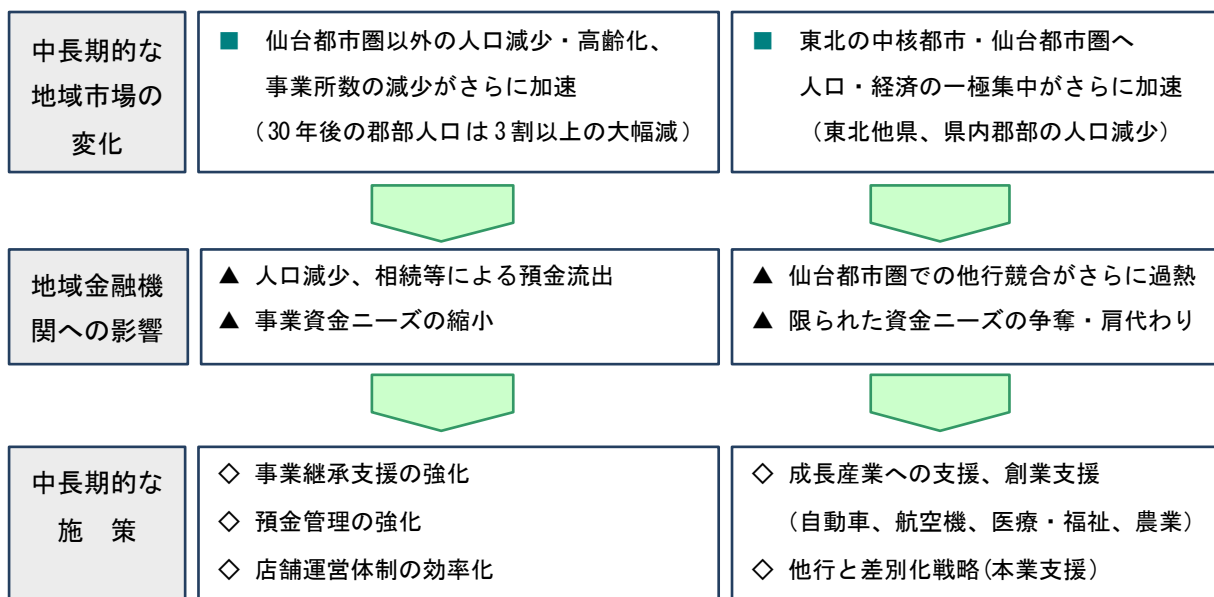 中長期的な
地域市場の
変化
■ 仙台都市圏以外の人口減少・高齢化、
事業所数の減少がさらに加速
（30年後の郡部人口は3割以上の大幅減）
■ 東北の中核都市・仙台都市圏へ
人口・経済の一極集中がさらに加速
（東北他県、県内郡部の人口減少）
地域金融機
関への影響
▲ 人口減少、相続等による預金流出
▲ 事業資金ニーズの縮小
▲ 仙台都市圏での他行競合がさらに過熱
▲ 限られた資金ニーズの争奪・肩代わり
中長期的な
施　策
◇ 事業継承支援の強化
◇ 預金管理の強化
◇ 店舗運営体制の効率化
◇ 成長産業への支援、創業支援
（自動車、航空機、医療・福祉、農業）
◇ 他行と差別化戦略(本業支援）